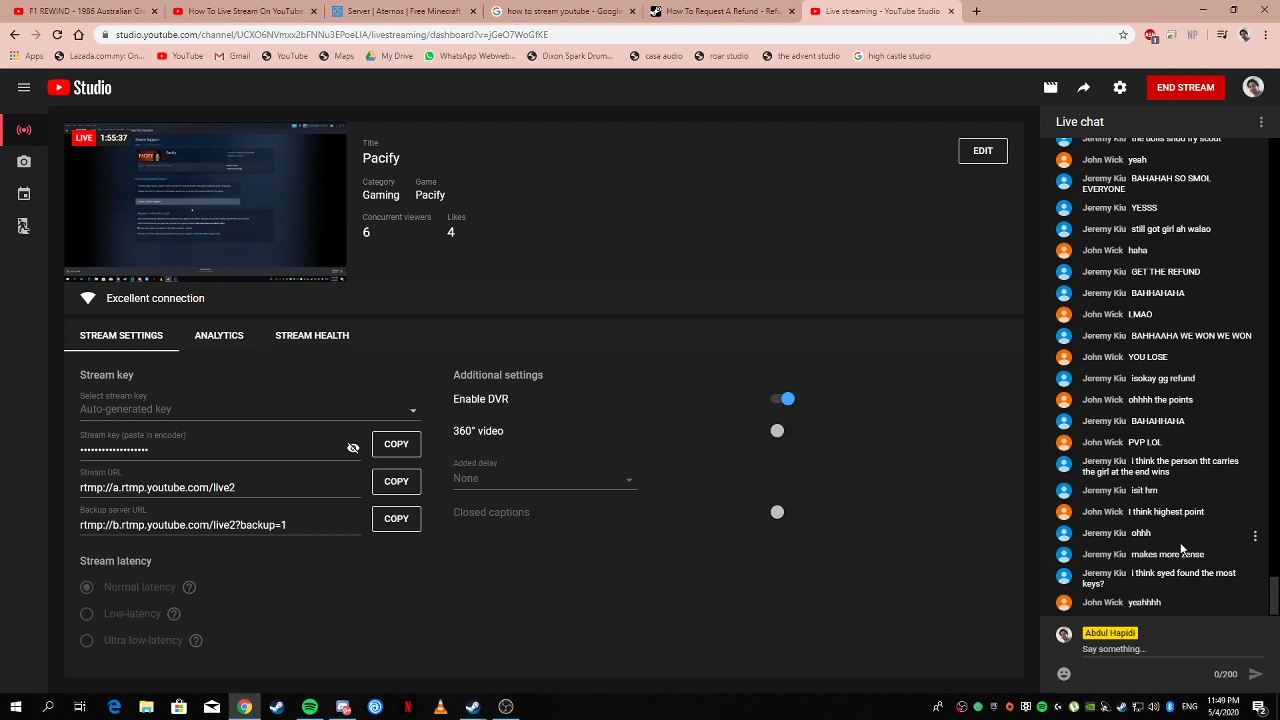 F1 REWIND - 1986 Australian Gr
How To Live Stream On YouTube
Server | Aternos | Free Minecraft
how to stream youtube - Google
How To Request A Refund - Refu
Live streaming - YouTube Studio
studio.youtube.com/channel/UCXO6NVmxx2bFNNu3EPoeLIA/livestreaming/dashboard?v=jGeO7WoGfKE
Apps
Lazada.com.my: On...
YouTube
Gmail
YouTube
Maps
My Drive
WhatsApp Web
Dixon Spark Drum...
casa audio
roar studio
the advent studio
high castle studio
Studio
END STREAM
LIVE 1:55:37
Title
Pacify
EDIT
Category Game
Gaming Pacify
Concurrent viewers Likes
6 4
Excellent connection
STREAM SETTINGS ANALYTICS STREAM HEALTH
Stream key
Select stream key
Auto-generated key
Stream key (paste in encoder)
COPY
Stream URL
rtmp://a.rtmp.youtube.com/live2
COPY
Backup server URL
rtmp://b.rtmp.youtube.com/live2?backup=1
COPY
Stream latency
Normal latency
Low-latency
Ultra low-latency
Additional settings
Enable DVR
360° video
Added delay
None
Closed captions
Live chat
John Wick yeah
Jeremy Kiu BAHAHAH SO SMOL
EVERYONE
Jeremy Kiu YESSS
Jeremy Kiu still got girl ah walao
John Wick haha
Jeremy Kiu GET THE REFUND
Jeremy Kiu BAHHAHAHA
John Wick LMAO
Jeremy Kiu BAHHAAHA WE WON WE WON
John Wick YOU LOSE
Jeremy Kiu isokay gg refund
John Wick ohhhh the points
Jeremy Kiu BAHAHHAHA
John Wick PVP LOL
Jeremy Kiu i think the person tht carries
the girl at the end wins
Jeremy Kiu isit hm
John Wick I think highest point
Jeremy Kiu ohhh
Jeremy Kiu makes more sense
Jeremy Kiu i think syed found the most
keys?
John Wick yeahhhh
Abdul Hapidi
Say something...
0/200
ENG
11:49 PM
5/4/2020